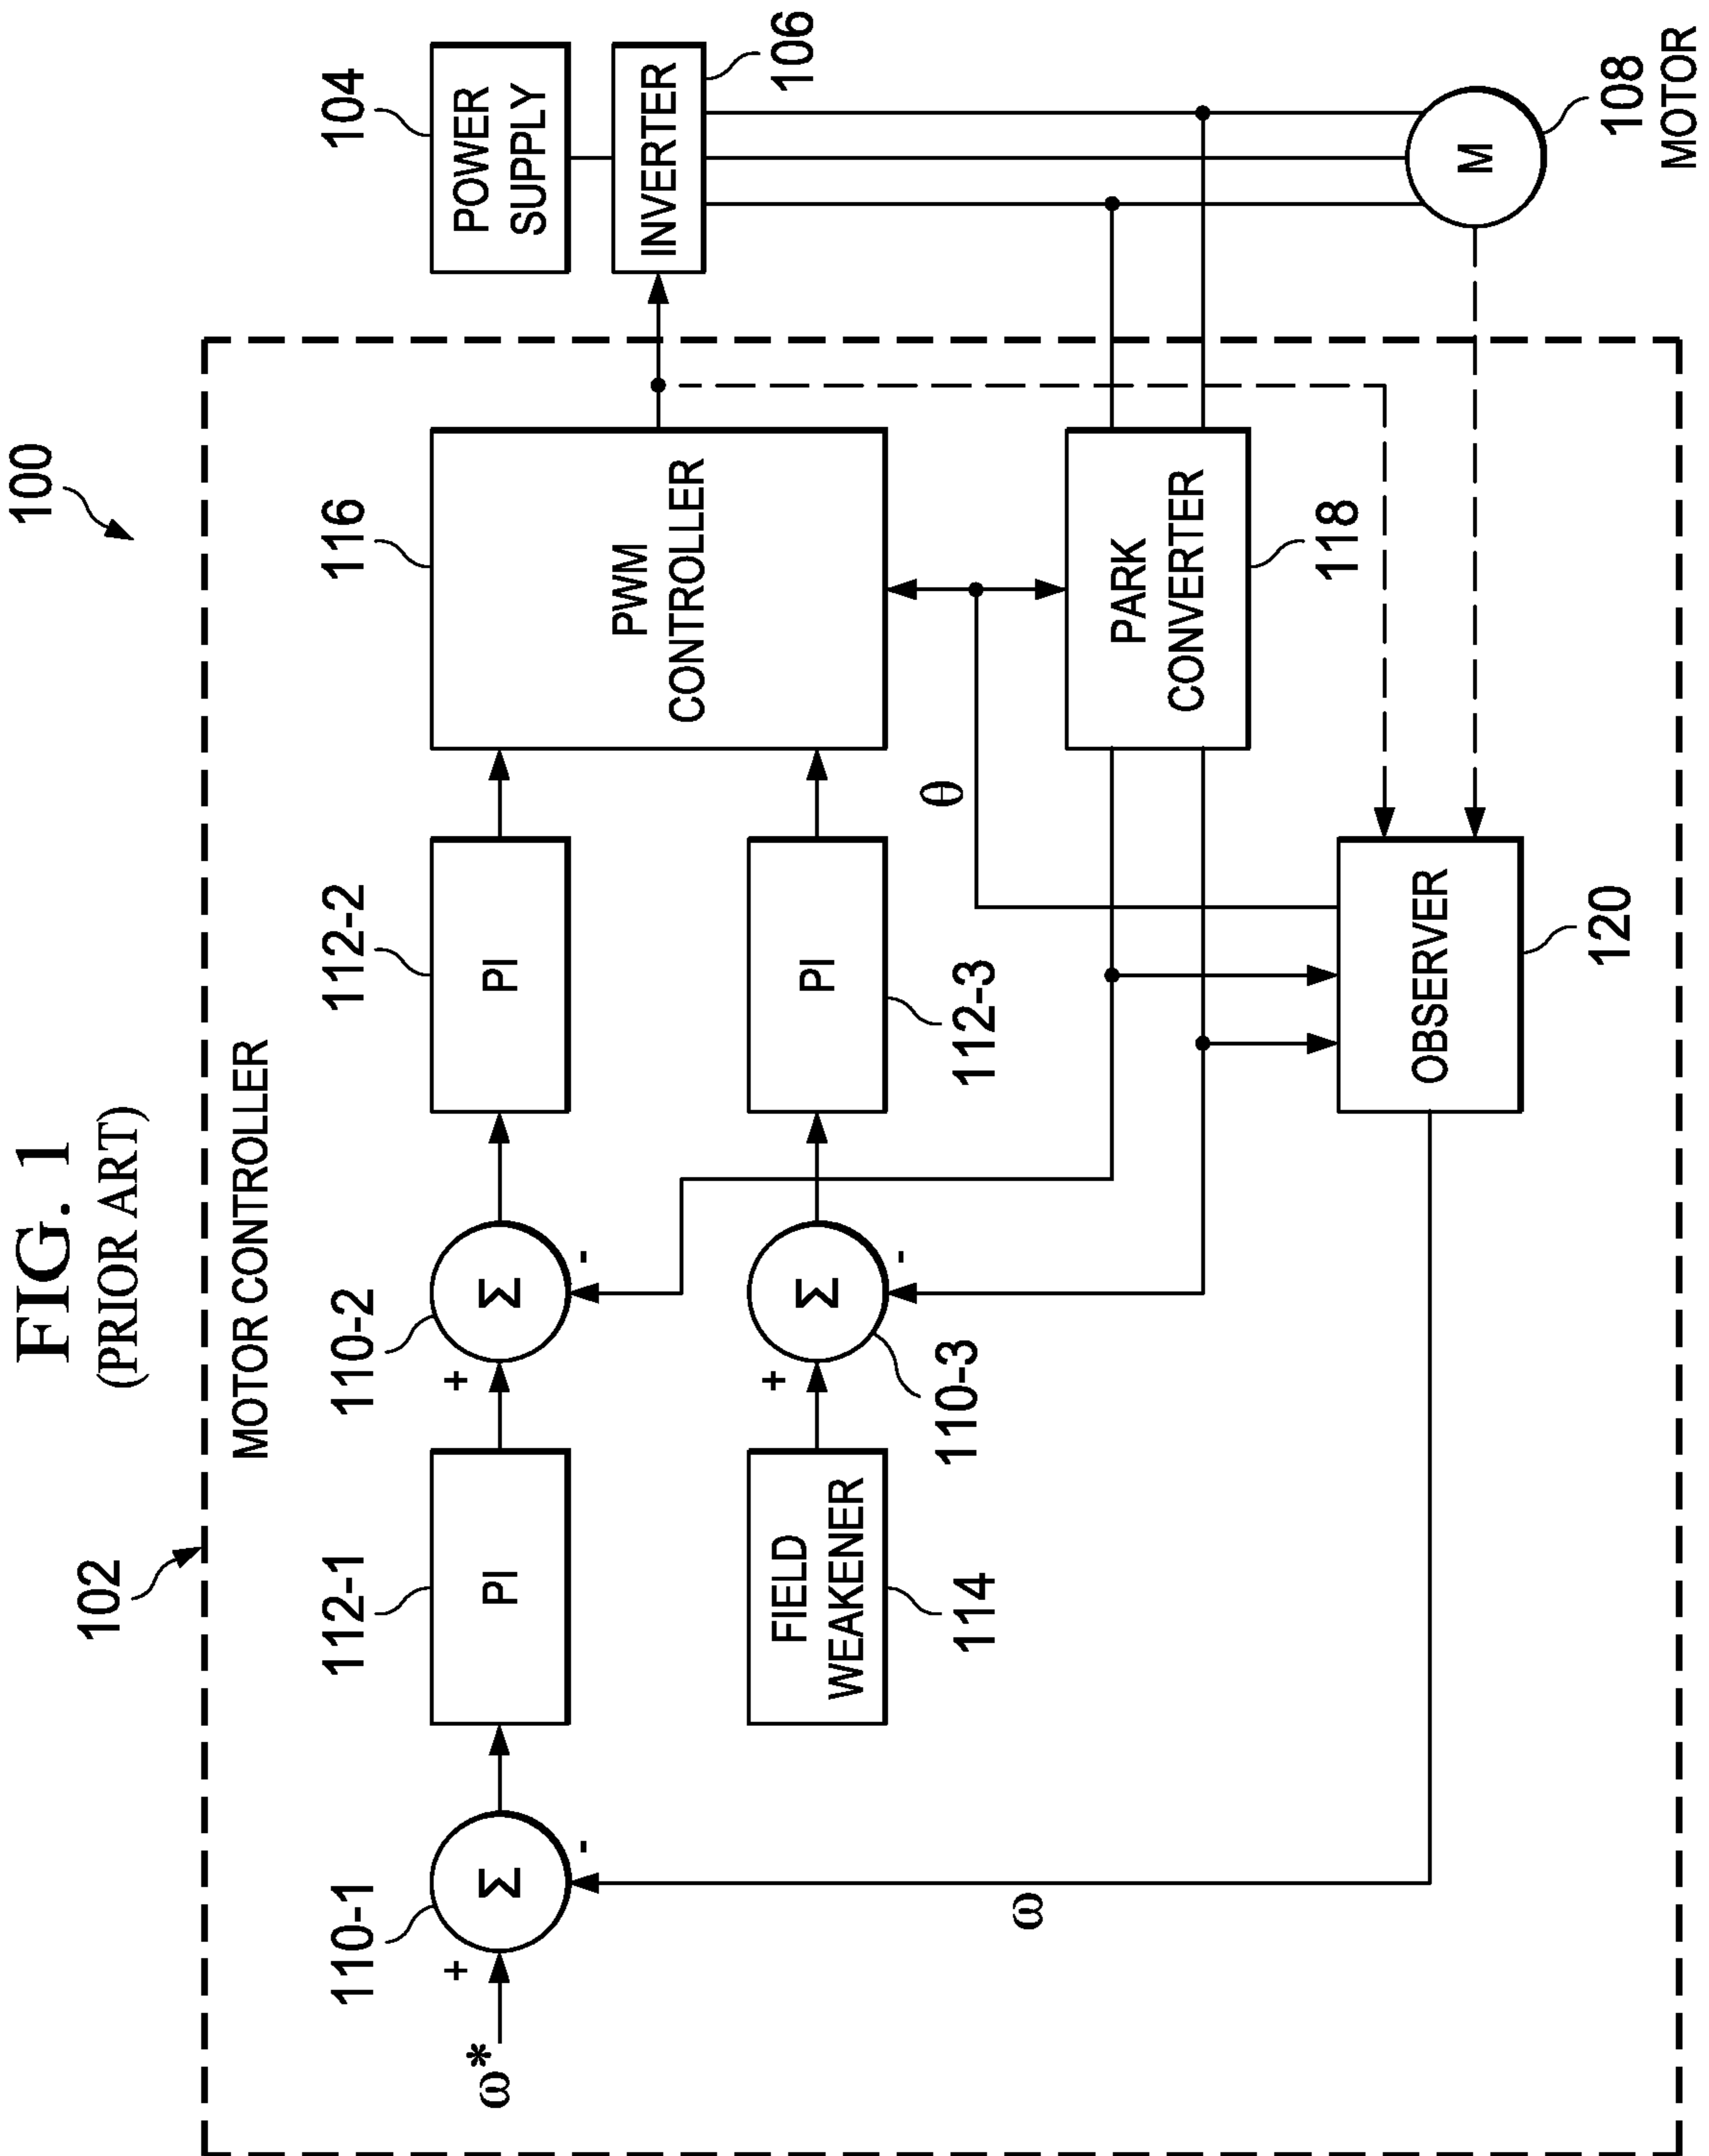 FIG. 1
(PRIOR ART)
100
102
MOTOR CONTROLLER
104
POWER
SUPPLY
106
INVERTER
110-1
Σ
+
-
ω*
112-1
PI
110-2
Σ
+
-
112-2
PI
116
PWM
CONTROLLER
FIELD
WEAKENER
114
110-3
Σ
+
-
PI
112-3
θ
PARK
CONVERTER
118
ω
OBSERVER
120
M
108
MOTOR